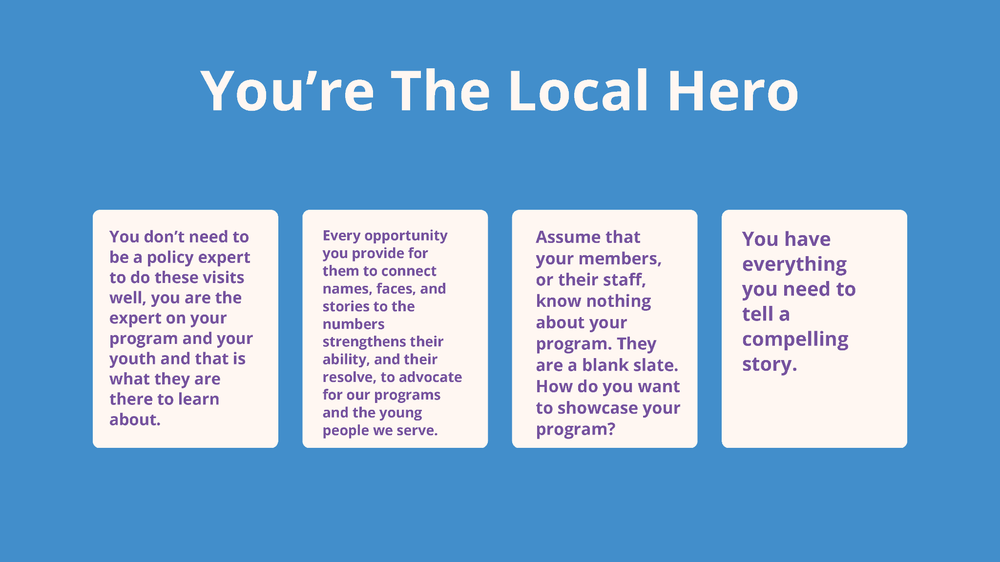 You’re The Local Hero
You don’t need to
be a policy expert
to do these visits
well, you are the
expert on your
program and your
youth and that is
what they are
there to learn
about.
Every opportunity
you provide for
them to connect
names, faces, and
stories to the
numbers
strengthens their
ability, and their
resolve, to advocate
for our programs
and the young
people we serve.
Assume that
your members,
or their staff,
know nothing
about your
program. They
are a blank slate.
How do you want
to showcase your
program?
You have
everything
you need to
tell a
compelling
story.